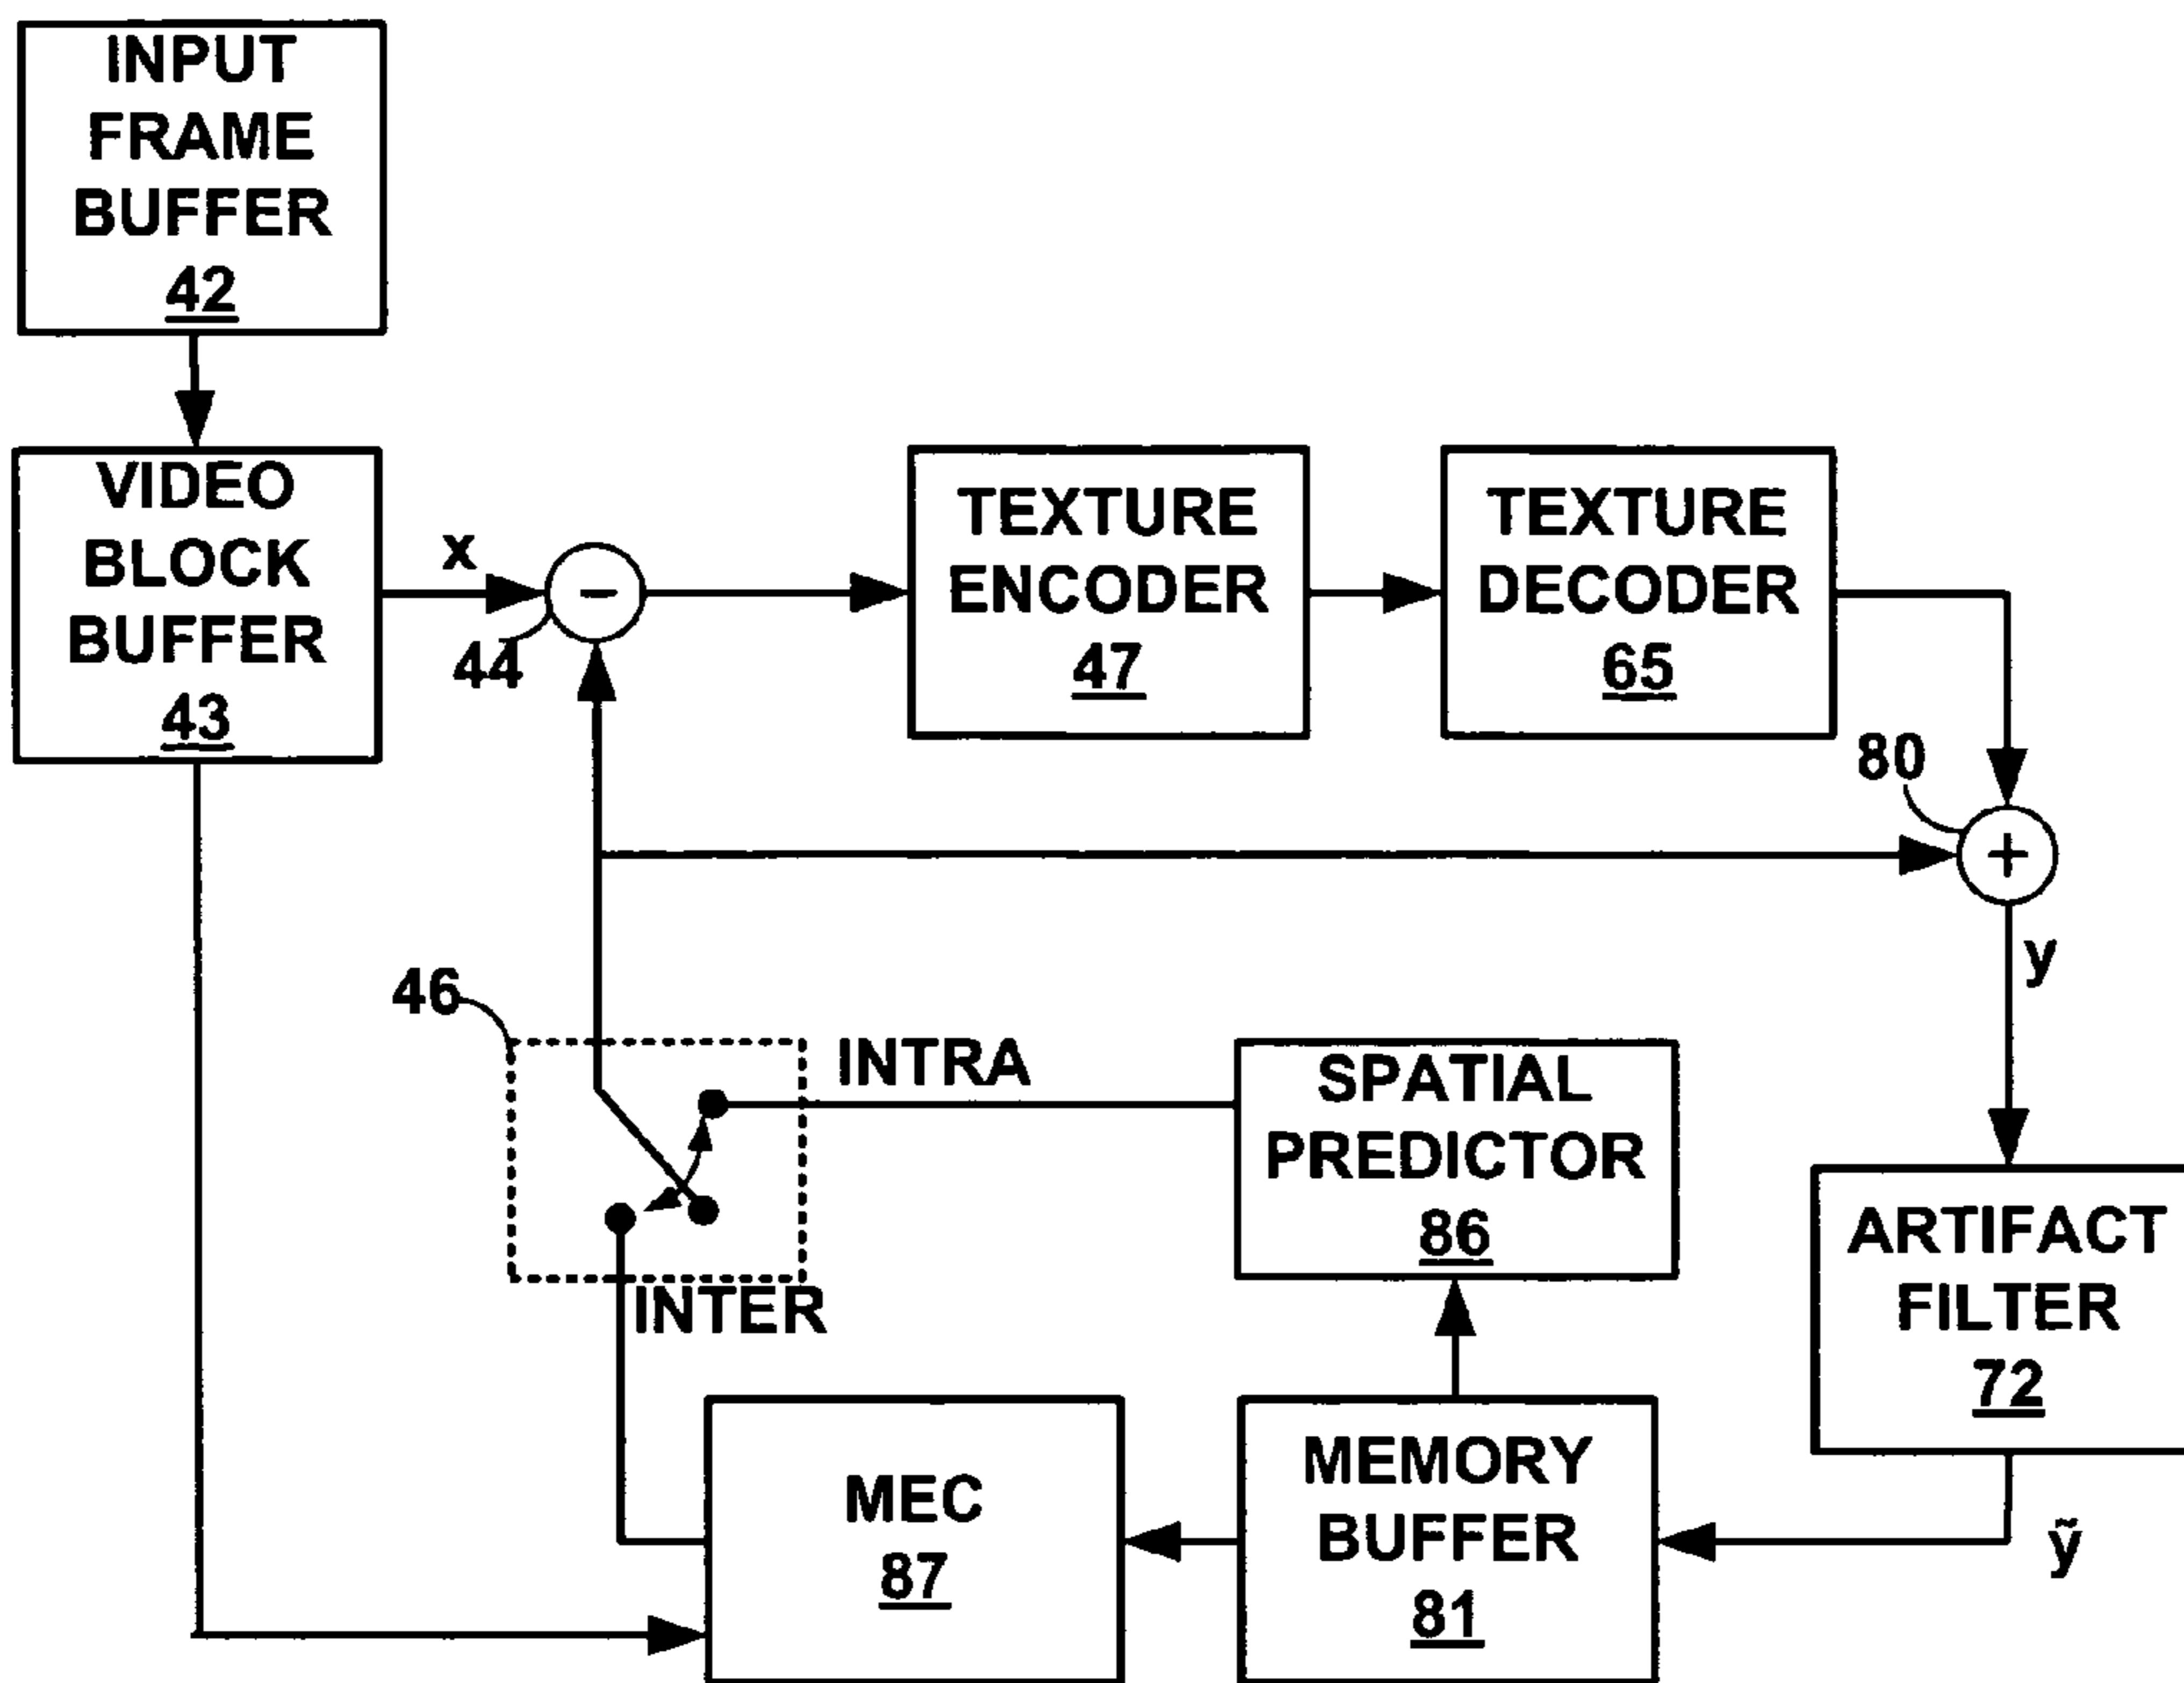 INPUT
FRAME
BUFFER
42
VIDEO
BLOCK
BUFFER
43
x
44
TEXTURE
ENCODER
47
TEXTURE
DECODER
65
80
y
46
INTRA
INTER
SPATIAL
PREDICTOR
86
ARTIFACT
FILTER
72
MEC
87
MEMORY
BUFFER
81
ỹ